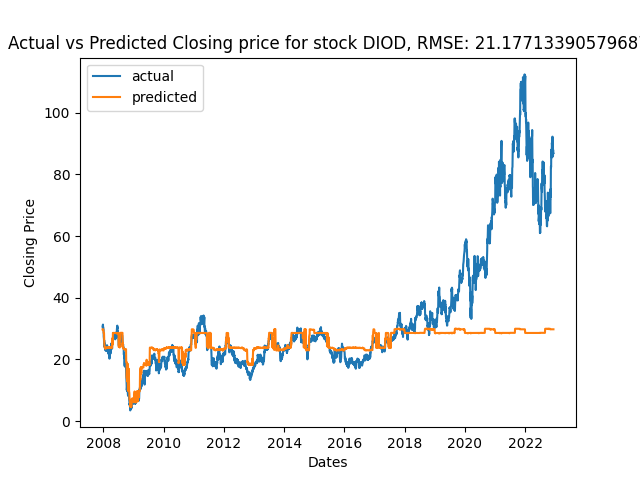 Actual vs Predicted Closing price for stock DIOD, RMSE: 21.177133905796
actual
predicted
Closing Price
100
80
60
40
20
0
2008 2010 2012 2014 2016 2018 2020 2022
Dates